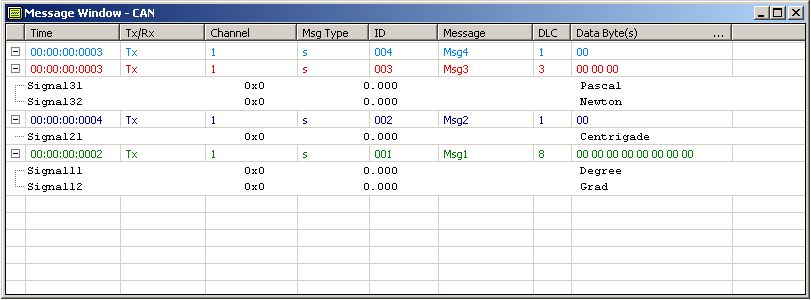 Message Window - CAN
Time Tx/Rx Channel Msg Type ID Message DLC Data Byte(s) ...
00:00:00:0003 Tx 1 s 004 Msg4 1 00
00:00:00:0003 Tx 1 s 003 Msg3 3 00 00 00
Signal31 0x0 0.000 Pascal
Signal32 0x0 0.000 Newton
00:00:00:0004 Tx 1 s 002 Msg2 1 00
Signal21 0x0 0.000 Centrigade
00:00:00:0002 Tx 1 s 001 Msg1 8 00 00 00 00 00 00 00 00
Signal11 0x0 0.000 Degree
Signal12 0x0 0.000 Grad